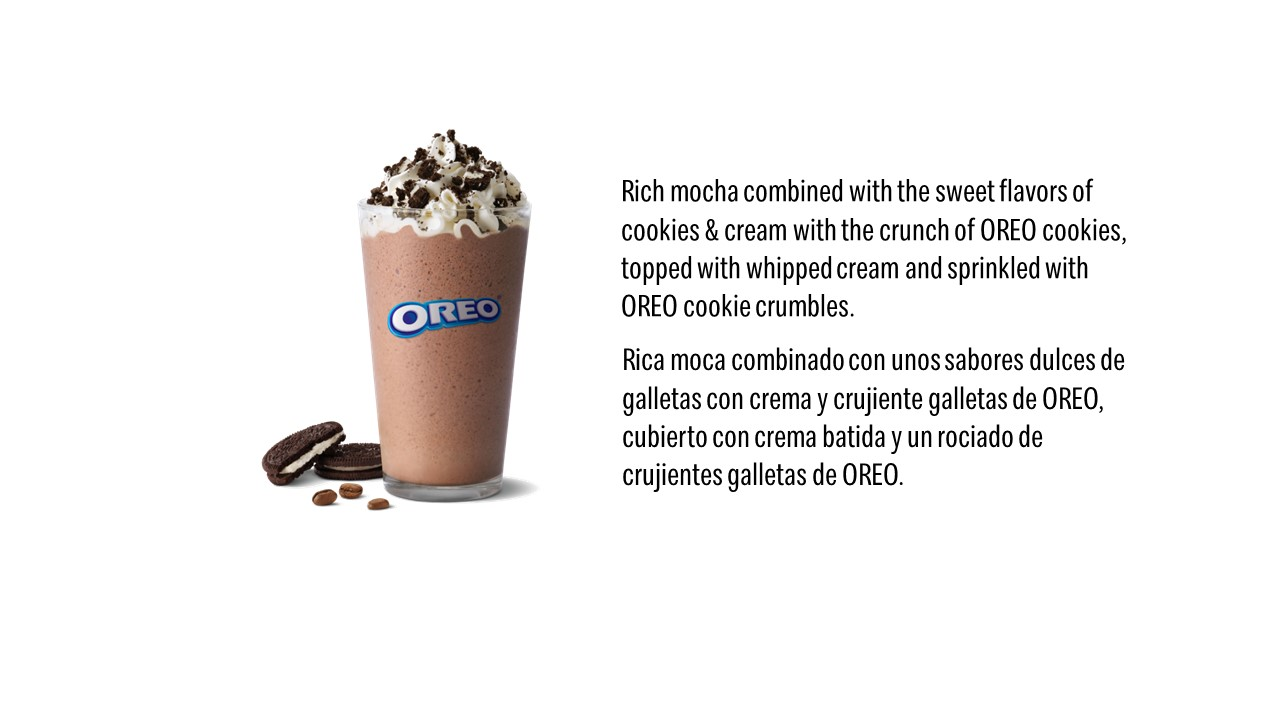 OREO
Rich mocha combined with the sweet flavors of
cookies & cream with the crunch of OREO cookies,
topped with whipped cream and sprinkled with
OREO cookie crumbles.
Rica moca combinado con unos sabores dulces de
galletas con crema y crujiente galletas de OREO,
cubierto con crema batida y un rociado de
crujientes galletas de OREO.